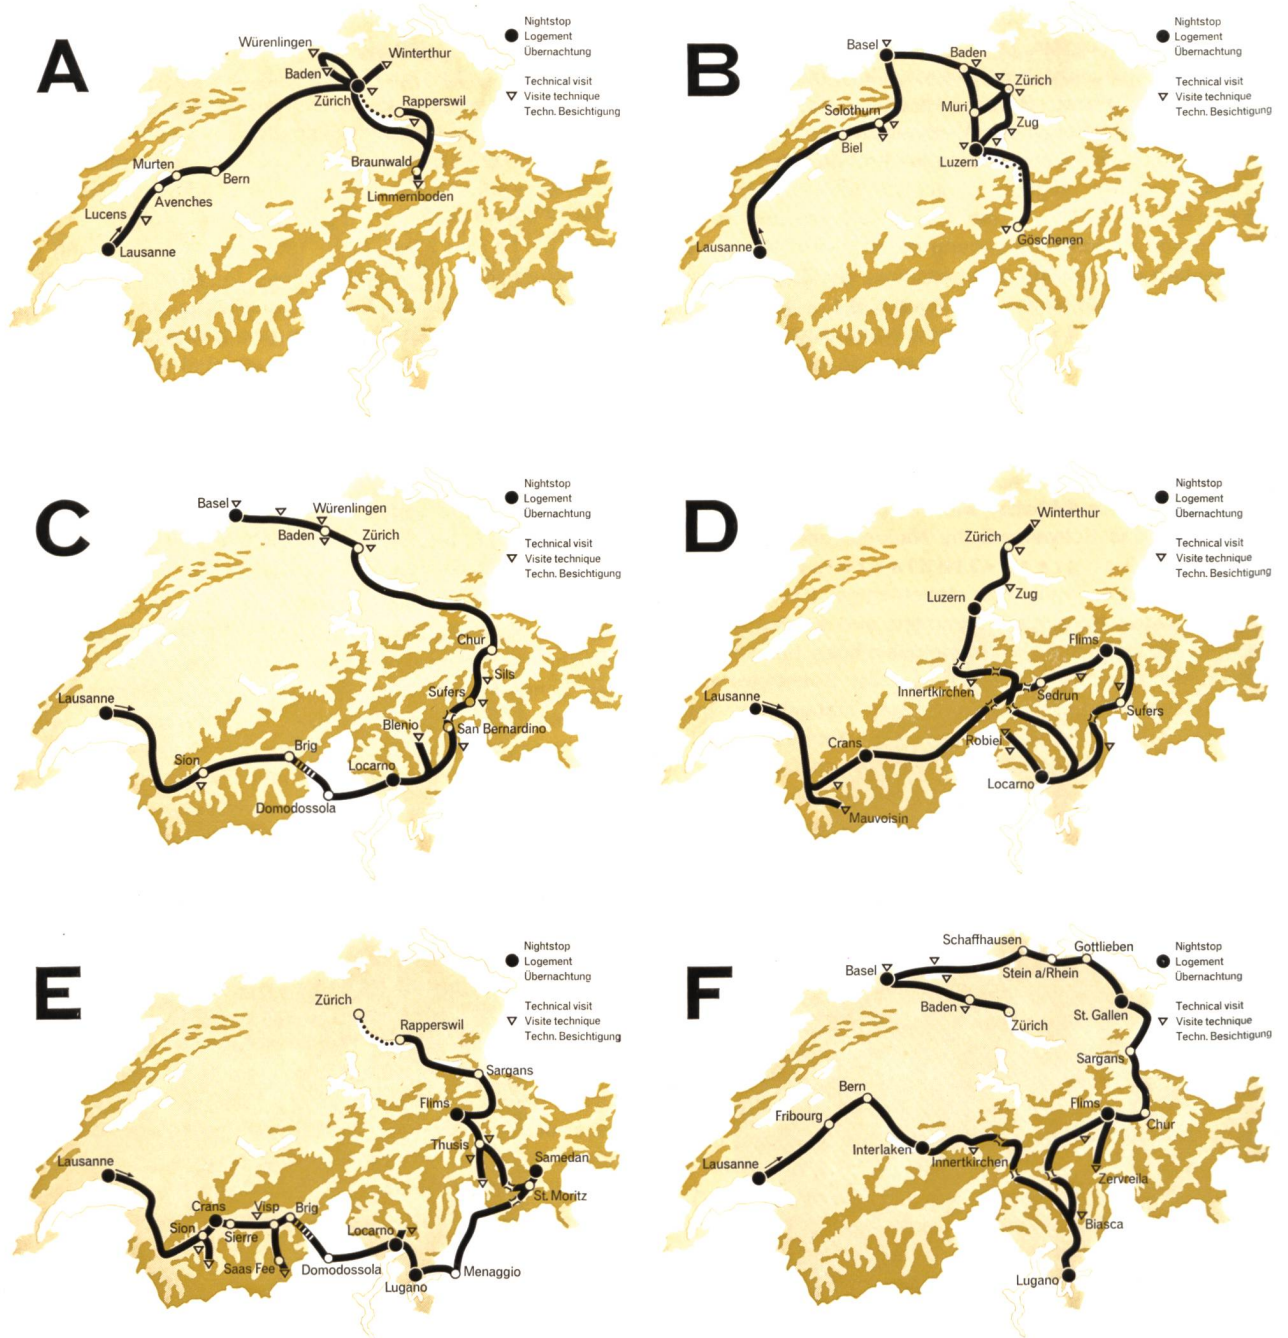 A
Nightstop
Logement
Übernachtung
Technical visit
Visite technique
Techn. Besichtigung
Würenlingen
Winterthur
Baden
Zürich
Rapperswil
Murten
Bern
Braunwald
Limmernboden
Avenches
Lucens
Lausanne
B
Nightstop
Logement
Übernachtung
Technical visit
Visite technique
Techn. Besichtigung
Basel
Baden
Zürich
Muri
Solothurn
Zug
Biel
Luzern
Göschenen
Lausanne
C
Nightstop
Logement
Übernachtung
Technical visit
Visite technique
Techn. Besichtigung
Basel
Würenlingen
Baden
Zürich
Chur
Sils
Sufers
Lausanne
Blenio
San Bernardino
Brig
Sion
Locarno
Domodossola
D
Nightstop
Logement
Übernachtung
Technical visit
Visite technique
Techn. Besichtigung
Winterthur
Zürich
Luzern
Zug
Flims
Innertkirchen
Sedrun
Lausanne
Sufers
Crans
Robiei
Locarno
Mauvoisin
E
Nightstop
Logement
Übernachtung
Technical visit
Visite technique
Techn. Besichtigung
Zürich
Rapperswil
Sargans
Flims
Thusis
Lausanne
Samedan
St. Moritz
Crans
Visp
Brig
Sion
Sierre
Locarno
Saas Fee
Domodossola
Menaggio
Lugano
F
Nightstop
Logement
Übernachtung
Technical visit
Visite technique
Techn. Besichtigung
Schaffhausen
Gottlieben
Basel
Stein a/Rhein
Baden
Zürich
St. Gallen
Sargans
Bern
Fribourg
Flims
Chur
Interlaken
Innertkirchen
Lausanne
Zervreila
Biasca
Lugano